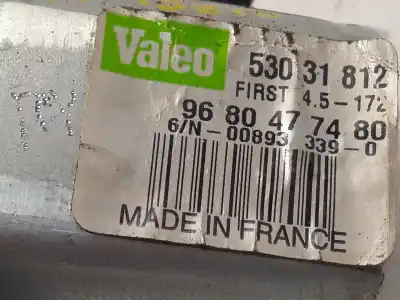 Valeo
530 31 812
FIRST 4.5-172
96 80 47 74 80
6/N-00893 339-0
MADE IN FRANCE